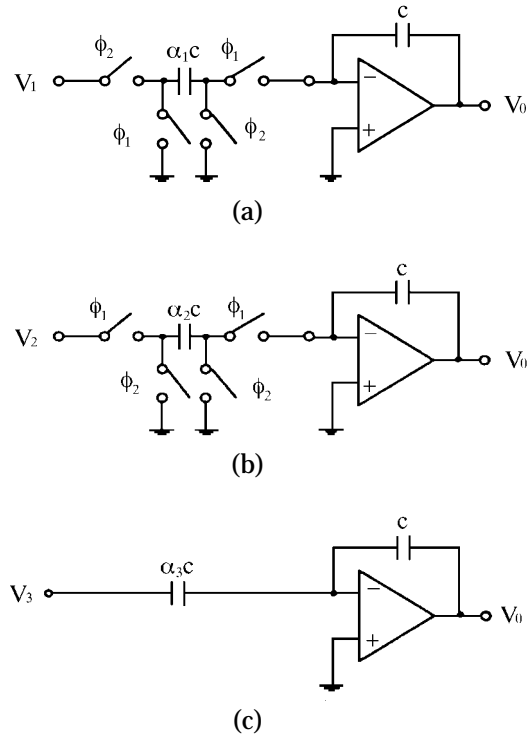 c
ϕ₂ α₁c ϕ₁
V₁ − V₀
ϕ₁ ϕ₂ +
(a)
c
ϕ₁ α₂c ϕ₁
V₂ − V₀
ϕ₂ ϕ₂ +
(b)
c
α₃c
V₃ − V₀
+
(c)